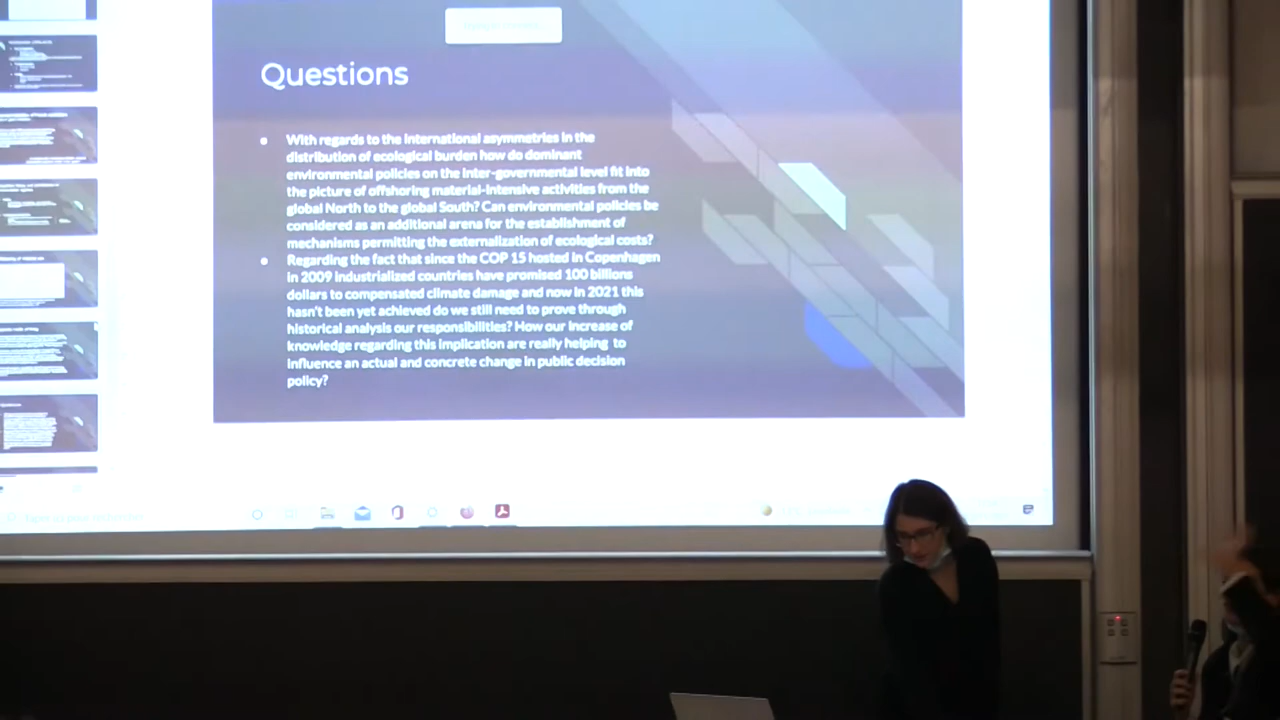 Questions
With regards to the international asymmetries in the
distribution of ecological burden how do dominant
environmental policies on the inter-governmental level fit into
the picture of offshoring material-intensive activities from the
global North to the global South? Can environmental policies be
considered as an additional arena for the establishment of
mechanisms permitting the externalization of ecological costs?
Regarding the fact that since the COP 15 hosted in Copenhagen
in 2009 industrialized countries have promised 100 billions
dollars to compensated climate damage and now in 2021 this
hasn't been yet achieved do we still need to prove through
historical analysis our responsibilities? How our increase of
knowledge regarding this implication are really helping to
influence an actual and concrete change in public decision
policy?